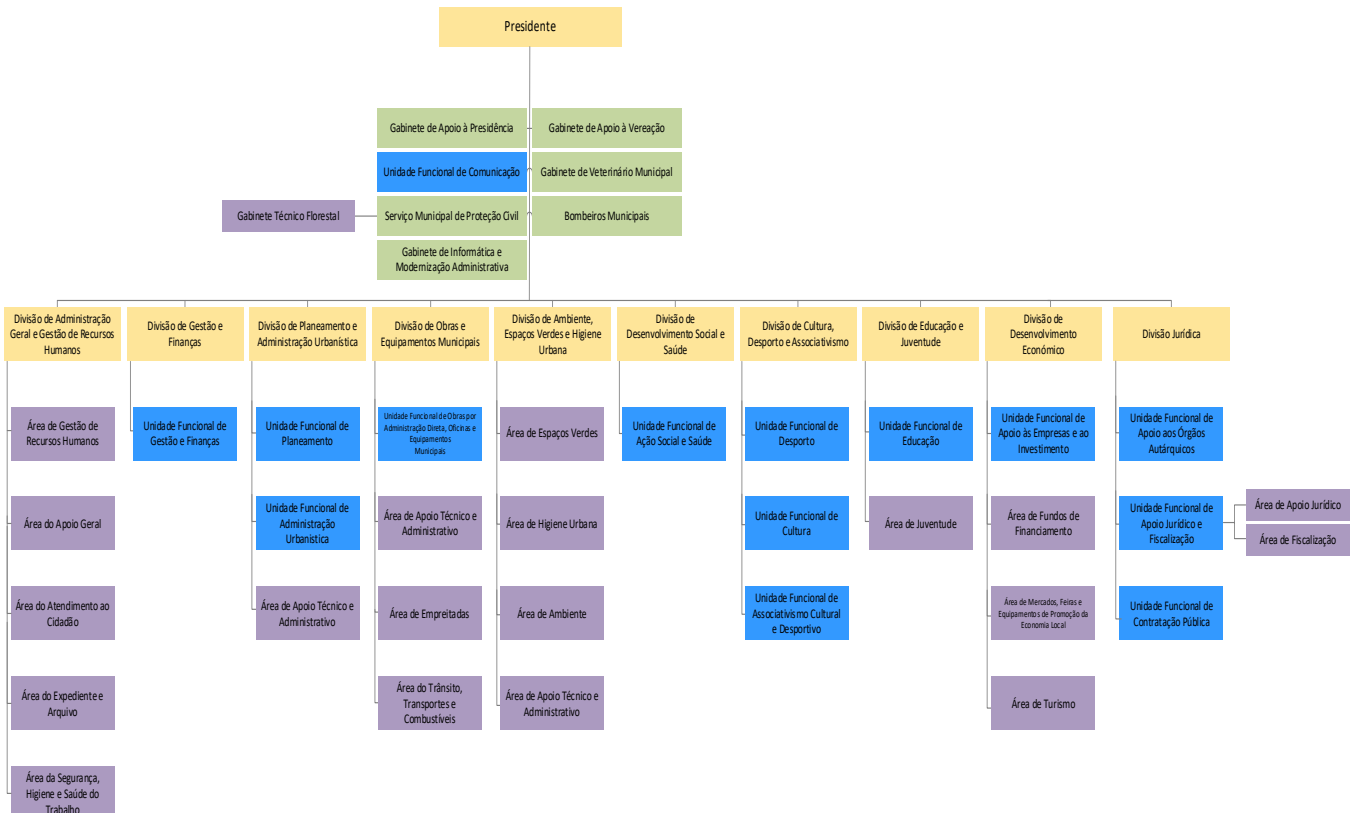 Presidente
Gabinete de Apoio à Presidência
Gabinete de Apoio à Vereação
Unidade Funcional de Comunicação
Gabinete de Veterinário Municipal
Gabinete Técnico Florestal
Serviço Municipal de Proteção Civil
Bombeiros Municipais
Gabinete de Informática e
Modernização Administrativa
Divisão de Administração
Geral e Gestão de Recursos
Humanos
Divisão de Gestão e
Finanças
Divisão de Planeamento e
Administração Urbanística
Divisão de Obras e
Equipamentos Municipais
Divisão de Ambiente,
Espaços Verdes e Higiene
Urbana
Divisão de
Desenvolvimento Social e
Saúde
Divisão de Cultura,
Desporto e Associativismo
Divisão de Educação e
Juventude
Divisão de
Desenvolvimento
Económico
Divisão Jurídica
Área de Gestão de
Recursos Humanos
Unidade Funcional de
Gestão e Finanças
Unidade Funcional de
Planeamento
Unidade Funcional de Obras por
Administração Direta, Oficinas e
Equipamentos
Municipais
Área de Espaços Verdes
Unidade Funcional de
Ação Social e Saúde
Unidade Funcional de
Desporto
Unidade Funcional de
Educação
Unidade Funcional de
Apoio às Empresas e ao
Investimento
Unidade Funcional de
Apoio aos Órgãos
Autárquicos
Área do Apoio Geral
Unidade Funcional de
Administração
Urbanística
Área de Apoio Técnico e
Administrativo
Área de Higiene Urbana
Unidade Funcional de
Cultura
Área de Juventude
Área de Fundos de
Financiamento
Unidade Funcional de
Apoio Jurídico e
Fiscalização
Área de Apoio Jurídico
Área de Fiscalização
Área do Atendimento ao
Cidadão
Área de Apoio Técnico e
Administrativo
Área de Empreitadas
Área de Ambiente
Unidade Funcional de
Associativismo Cultural
e Desportivo
Área de Mercados, Feiras e
Equipamentos de Promoção da
Economia Local
Unidade Funcional de
Contratação Pública
Área do Expediente e
Arquivo
Área do Trânsito,
Transportes e
Combustíveis
Área de Apoio Técnico e
Administrativo
Área de Turismo
Área da Segurança,
Higiene e Saúde do
Trabalho